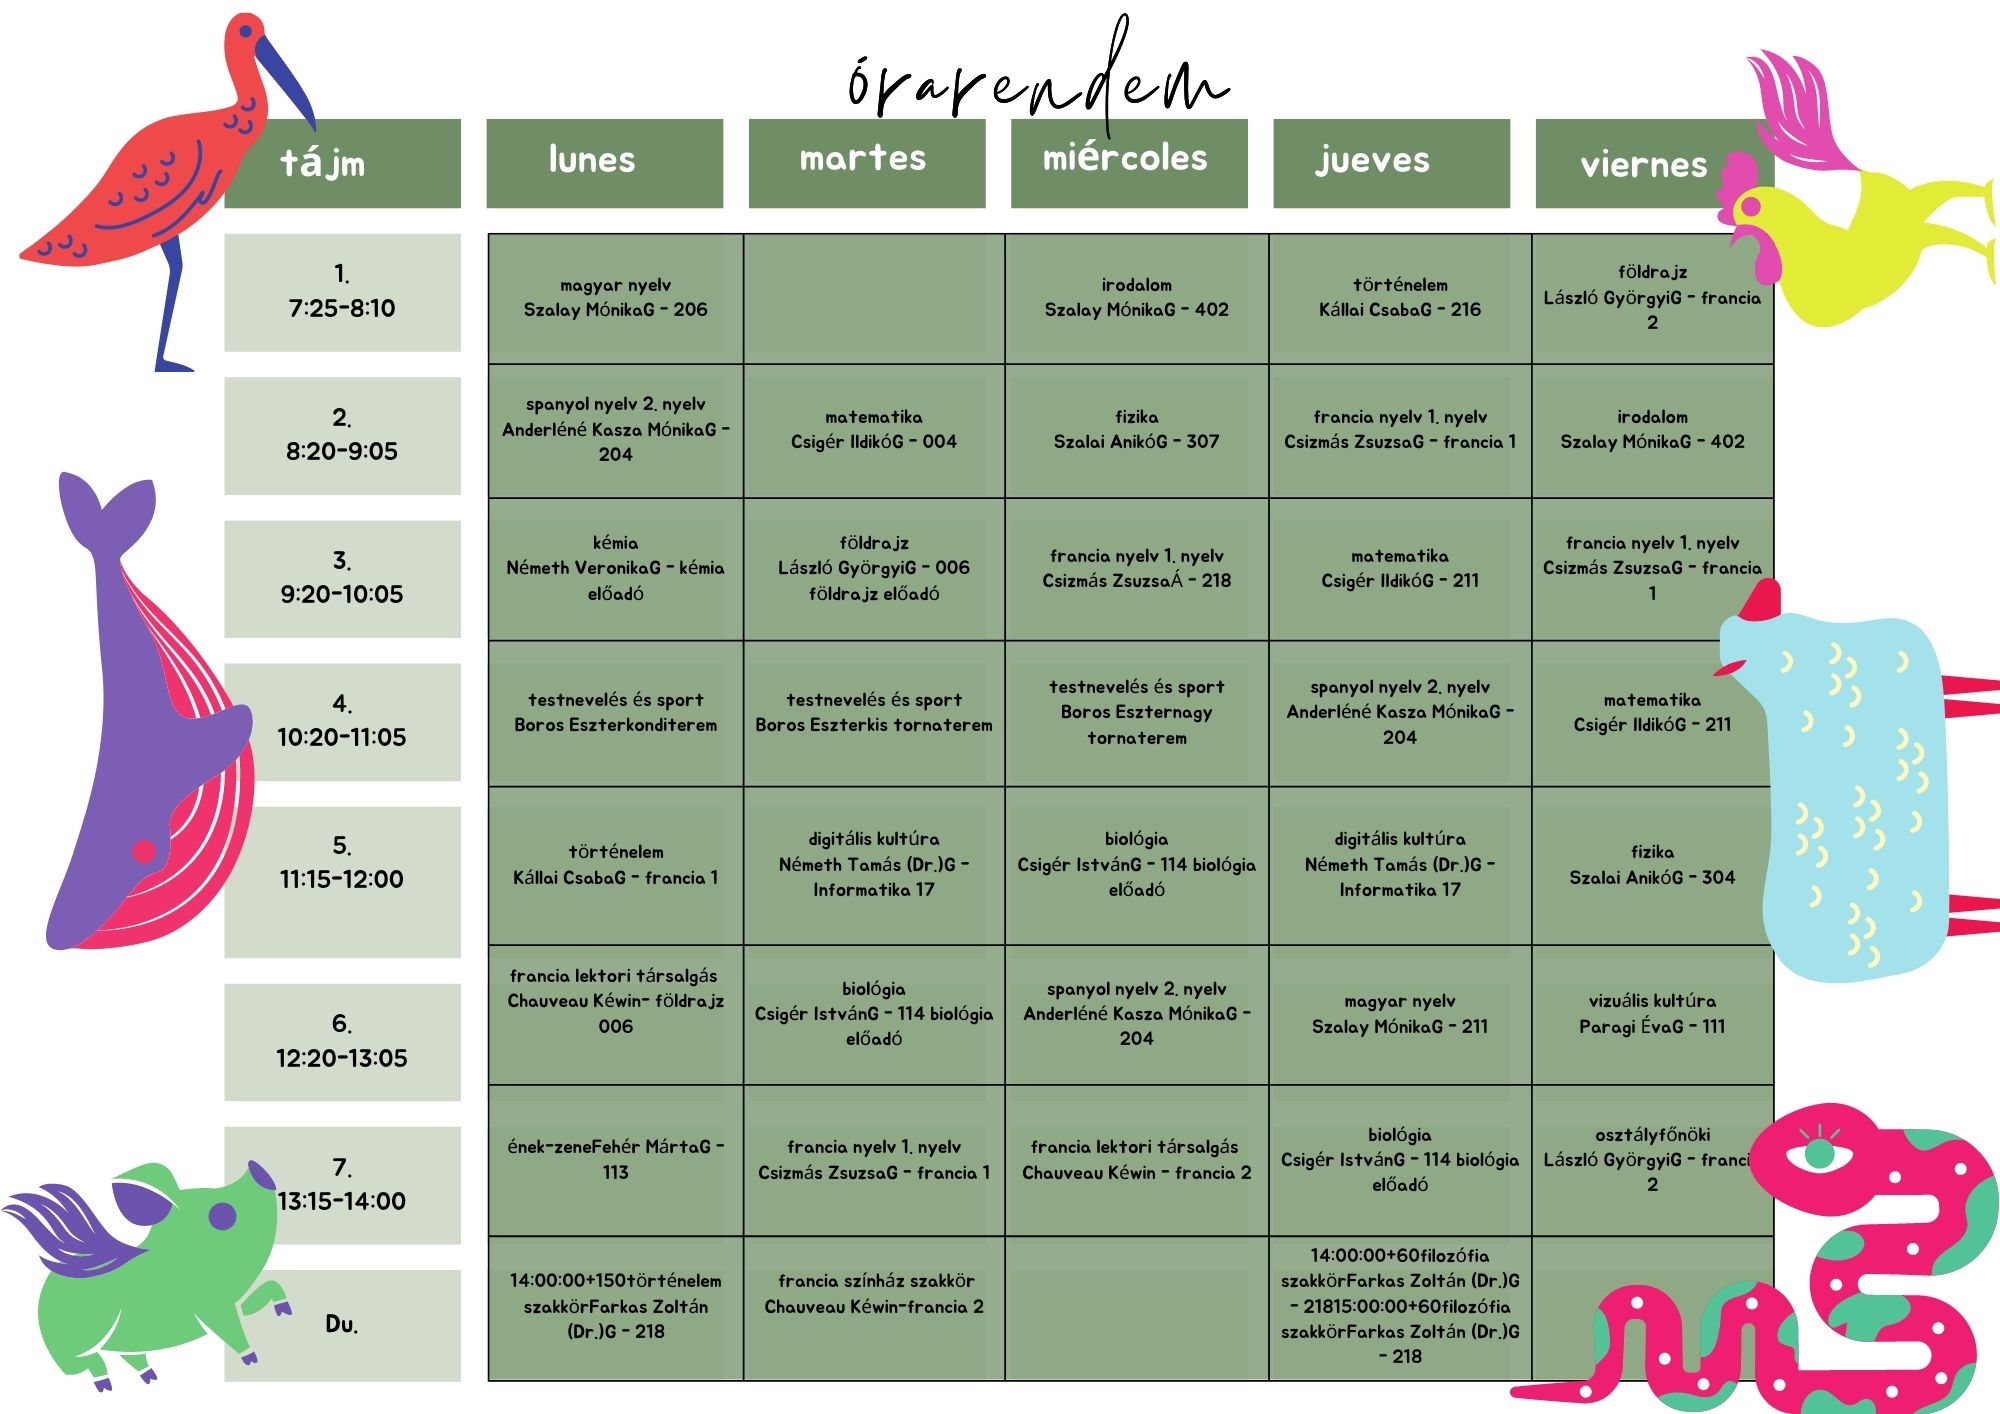 órarendem
tájm
lunes
martes
miércoles
jueves
viernes
1.
7:25-8:10
magyar nyelv
Szalay MónikaG - 206
irodalom
Szalay MónikaG - 402
történelem
Kállai CsabaG - 216
földrajz
László GyörgyiG - francia
2
2.
8:20-9:05
spanyol nyelv 2. nyelv
Anderléné Kasza MónikaG -
204
matematika
Csigér IldikóG - 004
fizika
Szalai AnikóG - 307
francia nyelv 1. nyelv
Csizmás ZsuzsaG - francia 1
irodalom
Szalay MónikaG - 402
3.
9:20-10:05
kémia
Németh VeronikaG - kémia
előadó
földrajz
László GyörgyiG - 006
földrajz előadó
francia nyelv 1. nyelv
Csizmás ZsuzsaÁ - 218
matematika
Csigér IldikóG - 211
francia nyelv 1. nyelv
Csizmás ZsuzsaG - francia
1
4.
10:20-11:05
testnevelés és sport
Boros Eszterkonditerem
testnevelés és sport
Boros Eszterkis tornaterem
testnevelés és sport
Boros Eszternagy
tornaterem
spanyol nyelv 2. nyelv
Anderléné Kasza MónikaG -
204
matematika
Csigér IldikóG - 211
5.
11:15-12:00
történelem
Kállai CsabaG - francia 1
digitális kultúra
Németh Tamás (Dr.)G -
Informatika 17
biológia
Csigér IstvánG - 114 biológia
előadó
digitális kultúra
Németh Tamás (Dr.)G -
Informatika 17
fizika
Szalai AnikóG - 304
6.
12:20-13:05
francia lektori társalgás
Chauveau Kéwin- földrajz
006
biológia
Csigér IstvánG - 114 biológia
előadó
spanyol nyelv 2. nyelv
Anderléné Kasza MónikaG -
204
magyar nyelv
Szalay MónikaG - 211
vizuális kultúra
Paragi ÉvaG - 111
7.
13:15-14:00
ének-zeneFehér MártaG -
113
francia nyelv 1. nyelv
Csizmás ZsuzsaG - francia 1
francia lektori társalgás
Chauveau Kéwin - francia 2
biológia
Csigér IstvánG - 114 biológia
előadó
osztályfőnöki
László GyörgyiG - franci
2
Du.
14:00:00+150történelem
szakkörFarkas Zoltán
(Dr.)G - 218
francia színház szakkör
Chauveau Kéwin-francia 2
14:00:00+60filozófia
szakkörFarkas Zoltán (Dr.)G
- 21815:00:00+60filozófia
szakkörFarkas Zoltán (Dr.)G
- 218